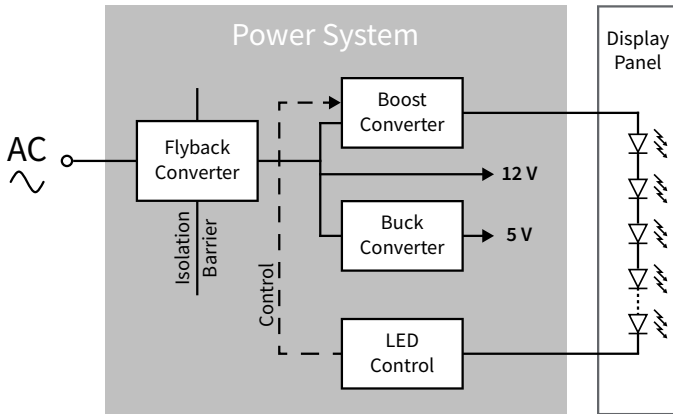 Power System
Display
Panel
AC
Flyback
Converter
Boost
Converter
12 V
Buck
Converter
5 V
Isolation
Barrier
Control
LED
Control